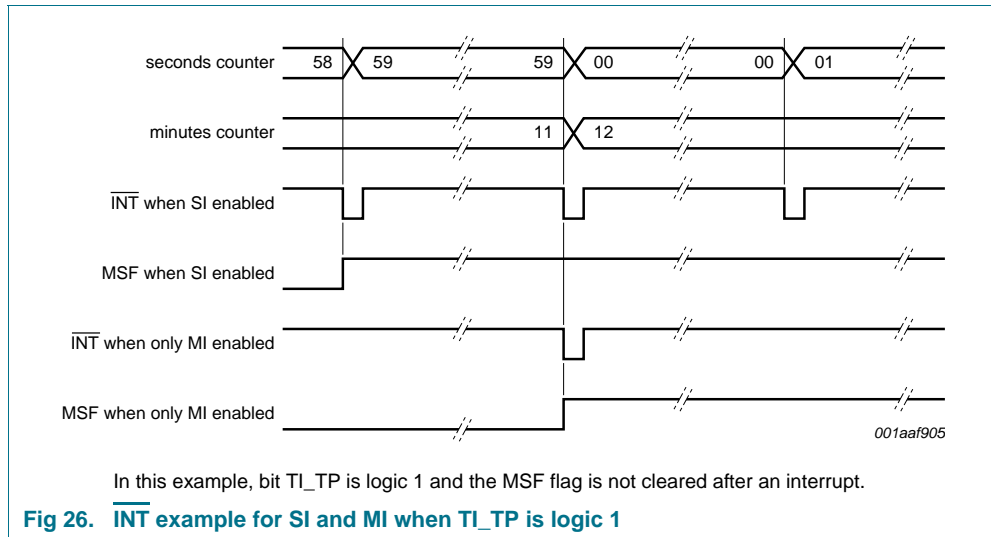 seconds counter 58 59 59 00 00 01
minutes counter 11 12
INT when SI enabled
MSF when SI enabled
INT when only MI enabled
MSF when only MI enabled
001aaf905
In this example, bit TI_TP is logic 1 and the MSF flag is not cleared after an interrupt.
Fig 26. INT example for SI and MI when TI_TP is logic 1